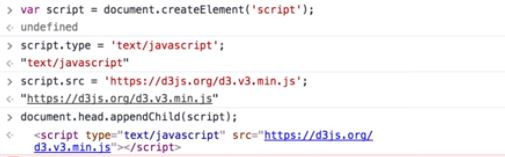 > var script = document.createElement('script');
< undefined
> script.type = 'text/javascript';
< "text/javascript"
> script.src = 'https://d3js.org/d3.v3.min.js';
< "https://d3js.org/d3.v3.min.js"
> document.head.appendChild(script);
< <script type="text/javascript" src="https://d3js.org/
d3.v3.min.js"></script>